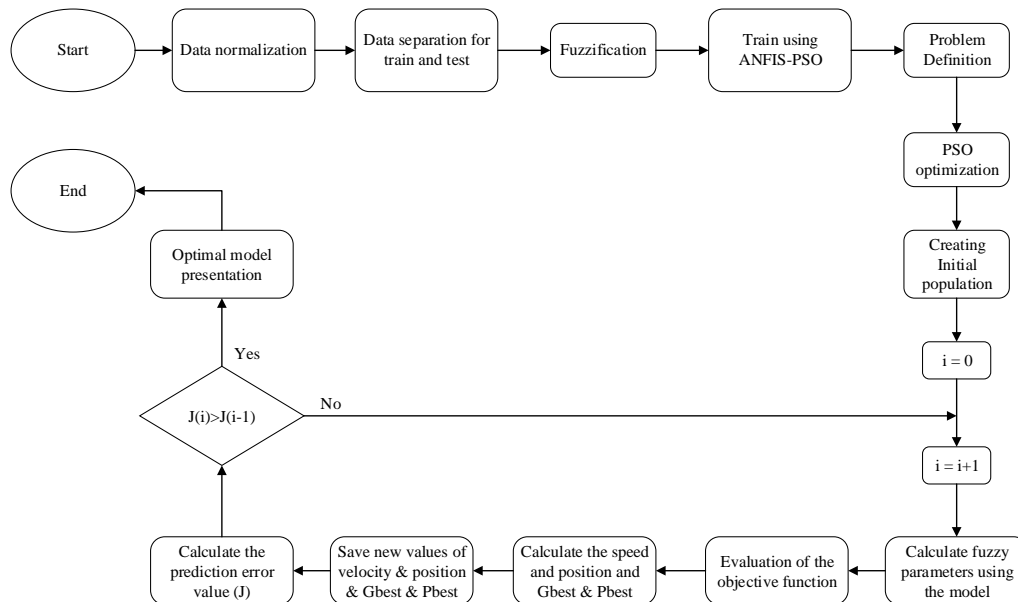 Start
Data normalization
Data separation for
train and test
Fuzzification
Train using
ANFIS-PSO
Problem
Definition
PSO
optimization
Creating
Initial
population
i = 0
i = i+1
Calculate fuzzy
parameters using
the model
Evaluation of the
objective function
Calculate the speed
and position and
Gbest & Pbest
Save new values of
velocity & position
& Gbest & Pbest
Calculate the
prediction error
value (J)
J(i)>J(i-1)
No
Yes
Optimal model
presentation
End